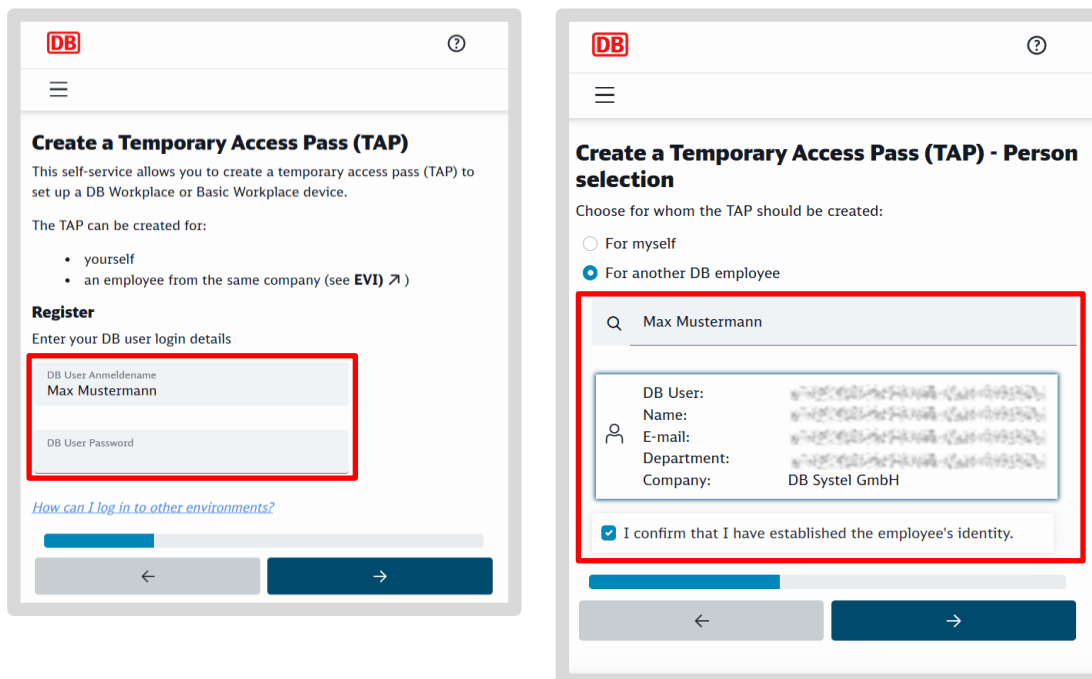 DB
Create a Temporary Access Pass (TAP)
This self-service allows you to create a temporary access pass (TAP) to
set up a DB Workplace or Basic Workplace device.
The TAP can be created for:
• yourself
• an employee from the same company (see EVI) ↗ )
Register
Enter your DB user login details
DB User Anmeldename
Max Mustermann
DB User Password
How can I log in to other environments?
DB
Create a Temporary Access Pass (TAP) - Person
selection
Choose for whom the TAP should be created:
For myself
For another DB employee
Max Mustermann
DB User:
Name:
E-mail:
Department:
Company: DB Systel GmbH
I confirm that I have established the employee's identity.